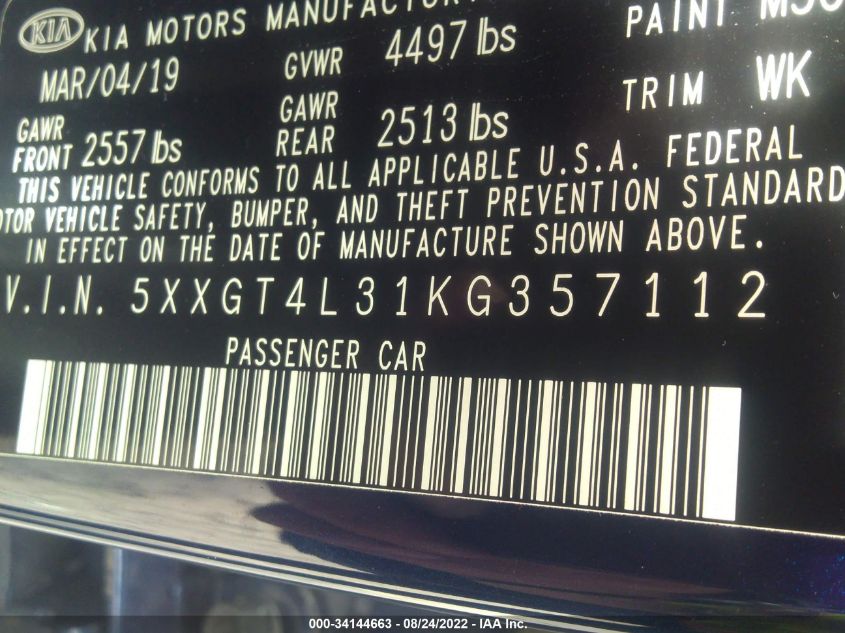 KIA KIA MOTORS MANUFACTUR
MAR/04/19 GVWR 4497 lbs PAINT
GAWR FRONT 2557 lbs GAWR REAR 2513 lbs TRIM WK
THIS VEHICLE CONFORMS TO ALL APPLICABLE U.S.A. FEDERAL
OTOR VEHICLE SAFETY, BUMPER, AND THEFT PREVENTION STANDARD
IN EFFECT ON THE DATE OF MANUFACTURE SHOWN ABOVE.
V.I.N. 5XXGT4L31KG357112
PASSENGER CAR
000-34144663 - 08/24/2022 - IAA Inc.